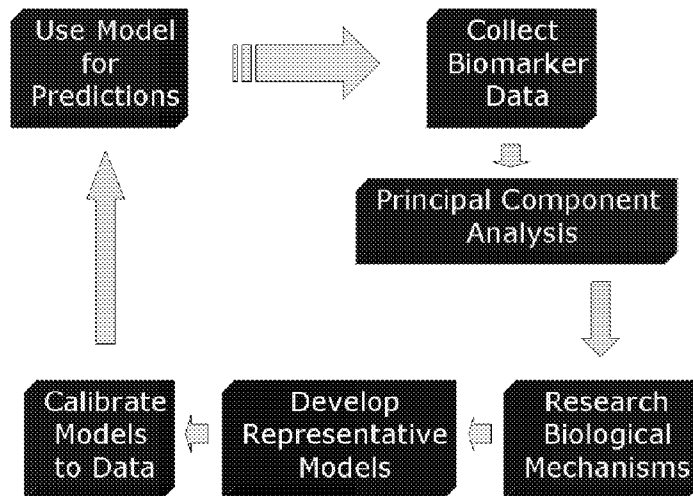 Use Model
for
Predictions
Collect
Biomarker
Data
Principal Component
Analysis
Research
Biological
Mechanisms
Develop
Representative
Models
Calibrate
Models
to Data